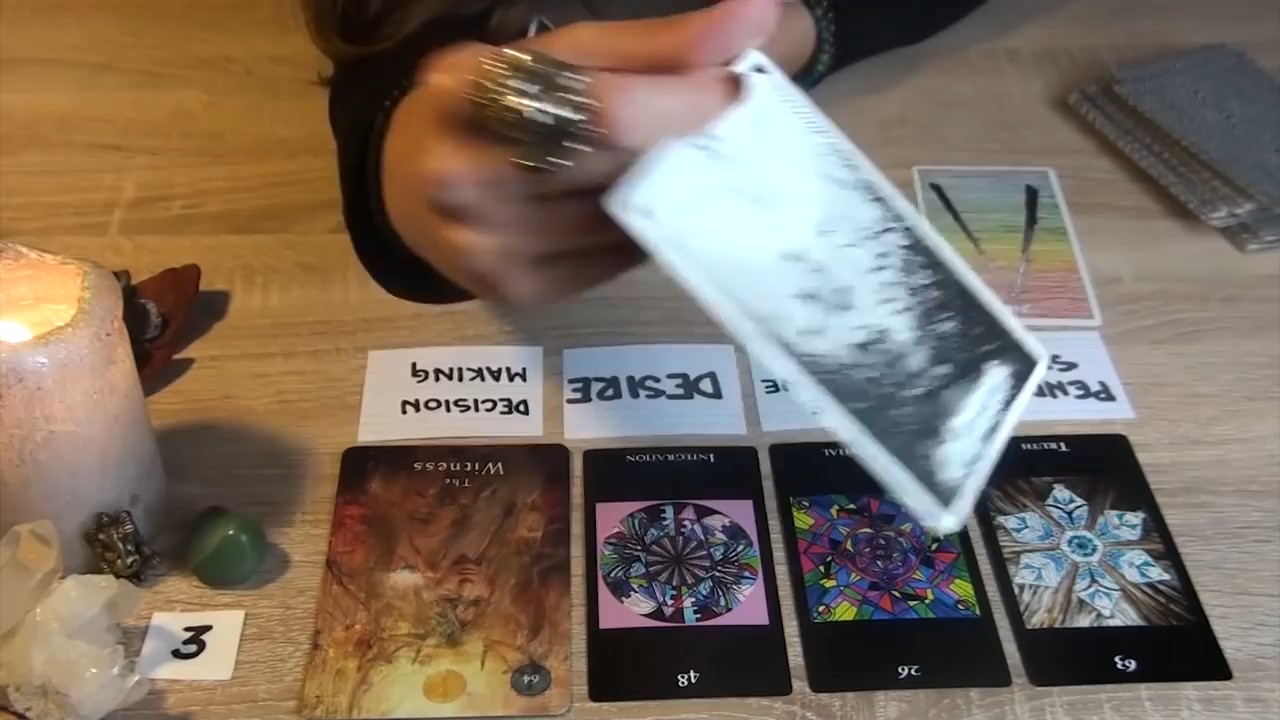 DECISION
MAKING
DESIRE
THE
WITNESS
64
INTEGRATION
48
26
TRUTH
63
3